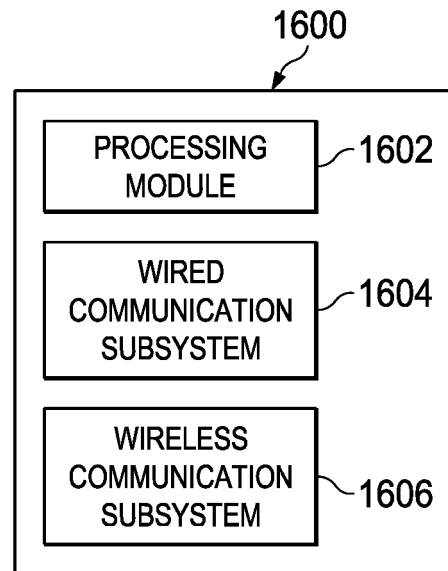 1600
PROCESSING
MODULE
1602
WIRED
COMMUNICATION
SUBSYSTEM
1604
WIRELESS
COMMUNICATION
SUBSYSTEM
1606